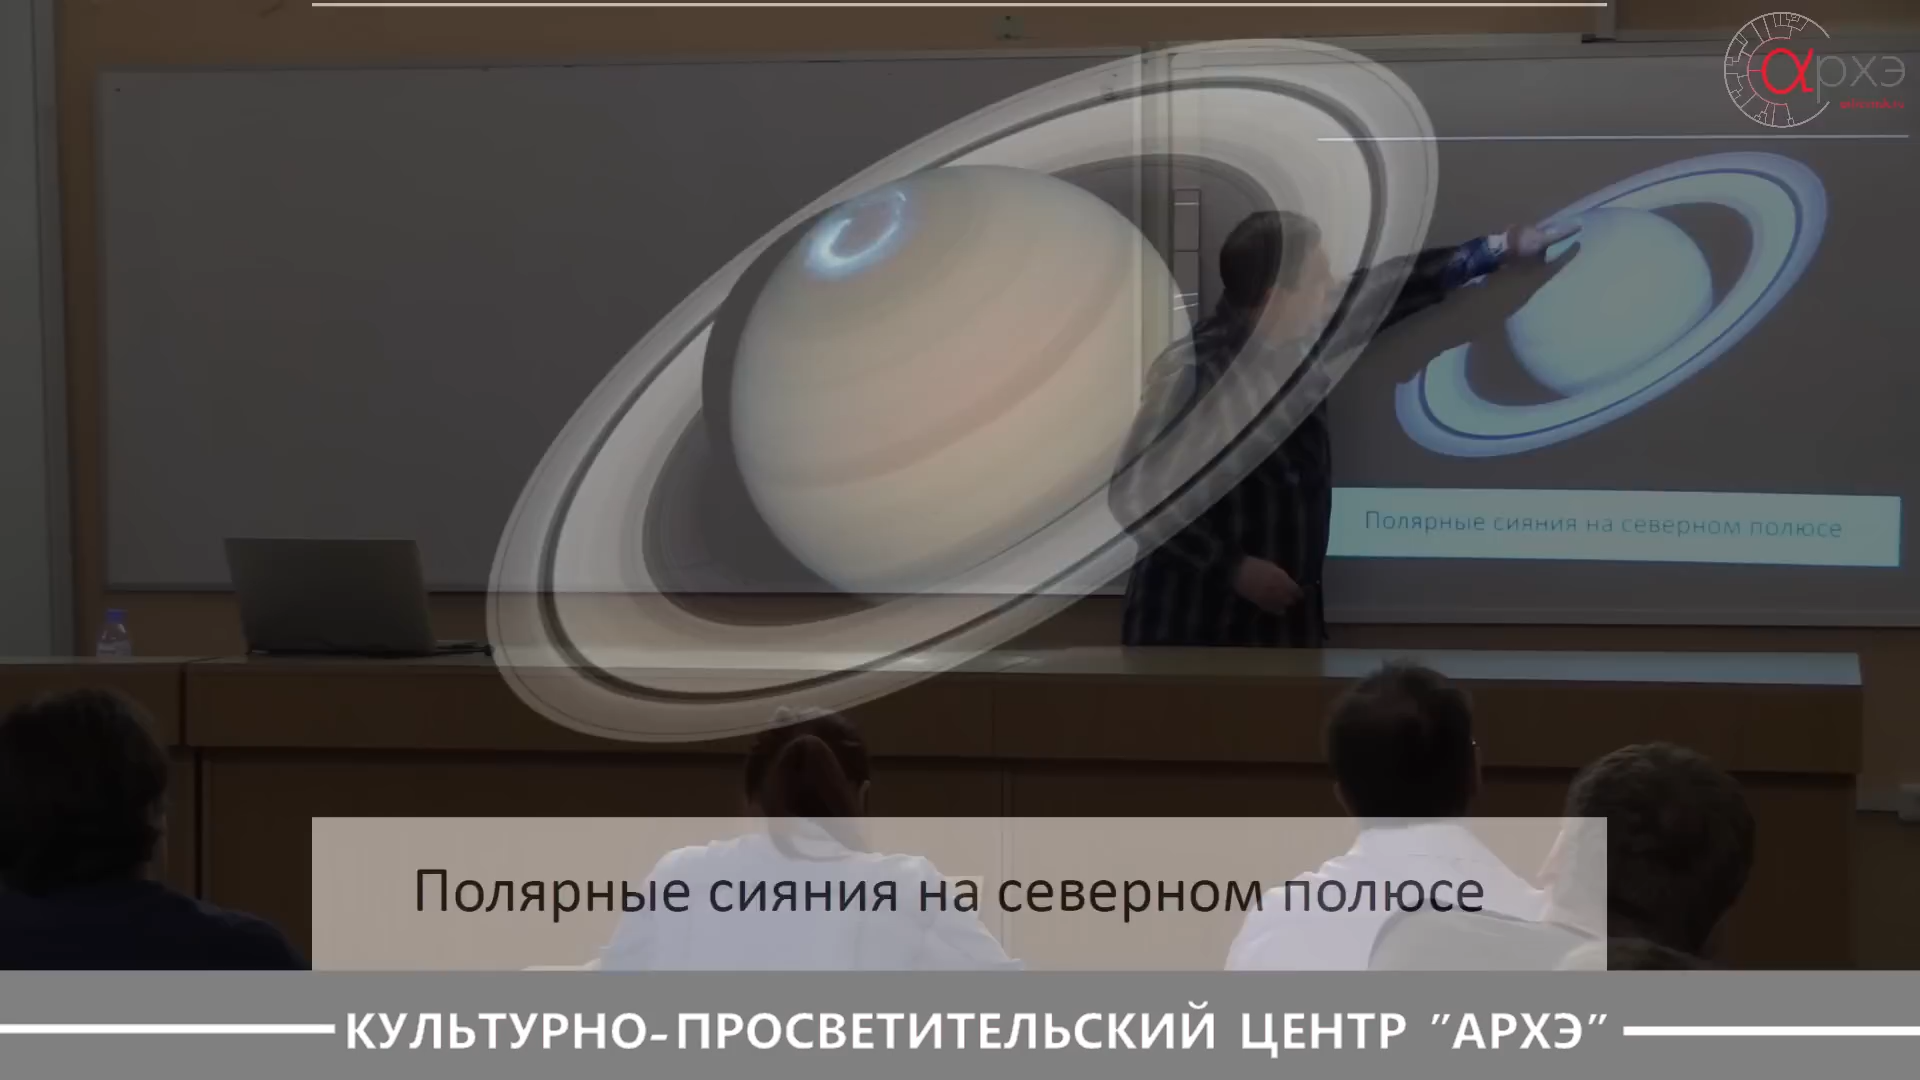 αрхэ
Полярные сияния на северном полюсе
Полярные сияния на северном полюсе
КУЛЬТУРНО-ПРОСВЕТИТЕЛЬСКИЙ ЦЕНТР "АРХЭ"